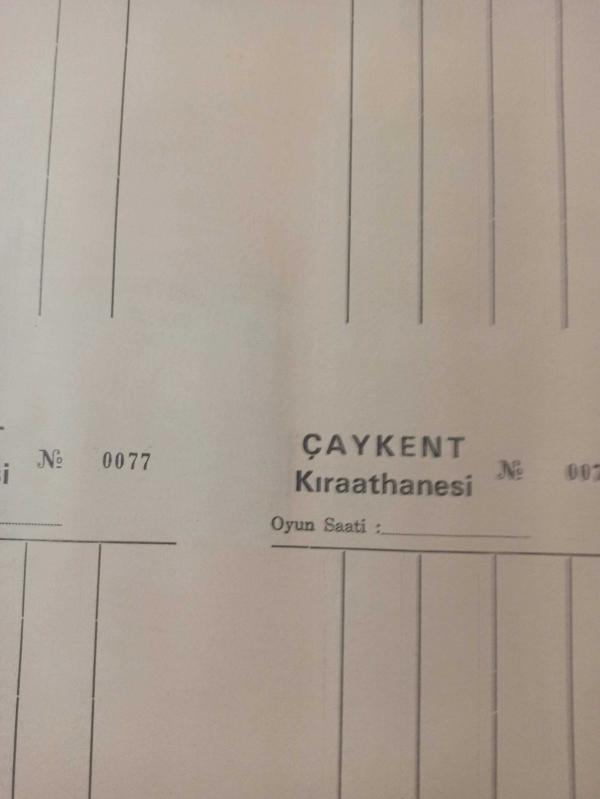 № 0077
ÇAYKENT
Kıraathanesi №
Oyun Saati :